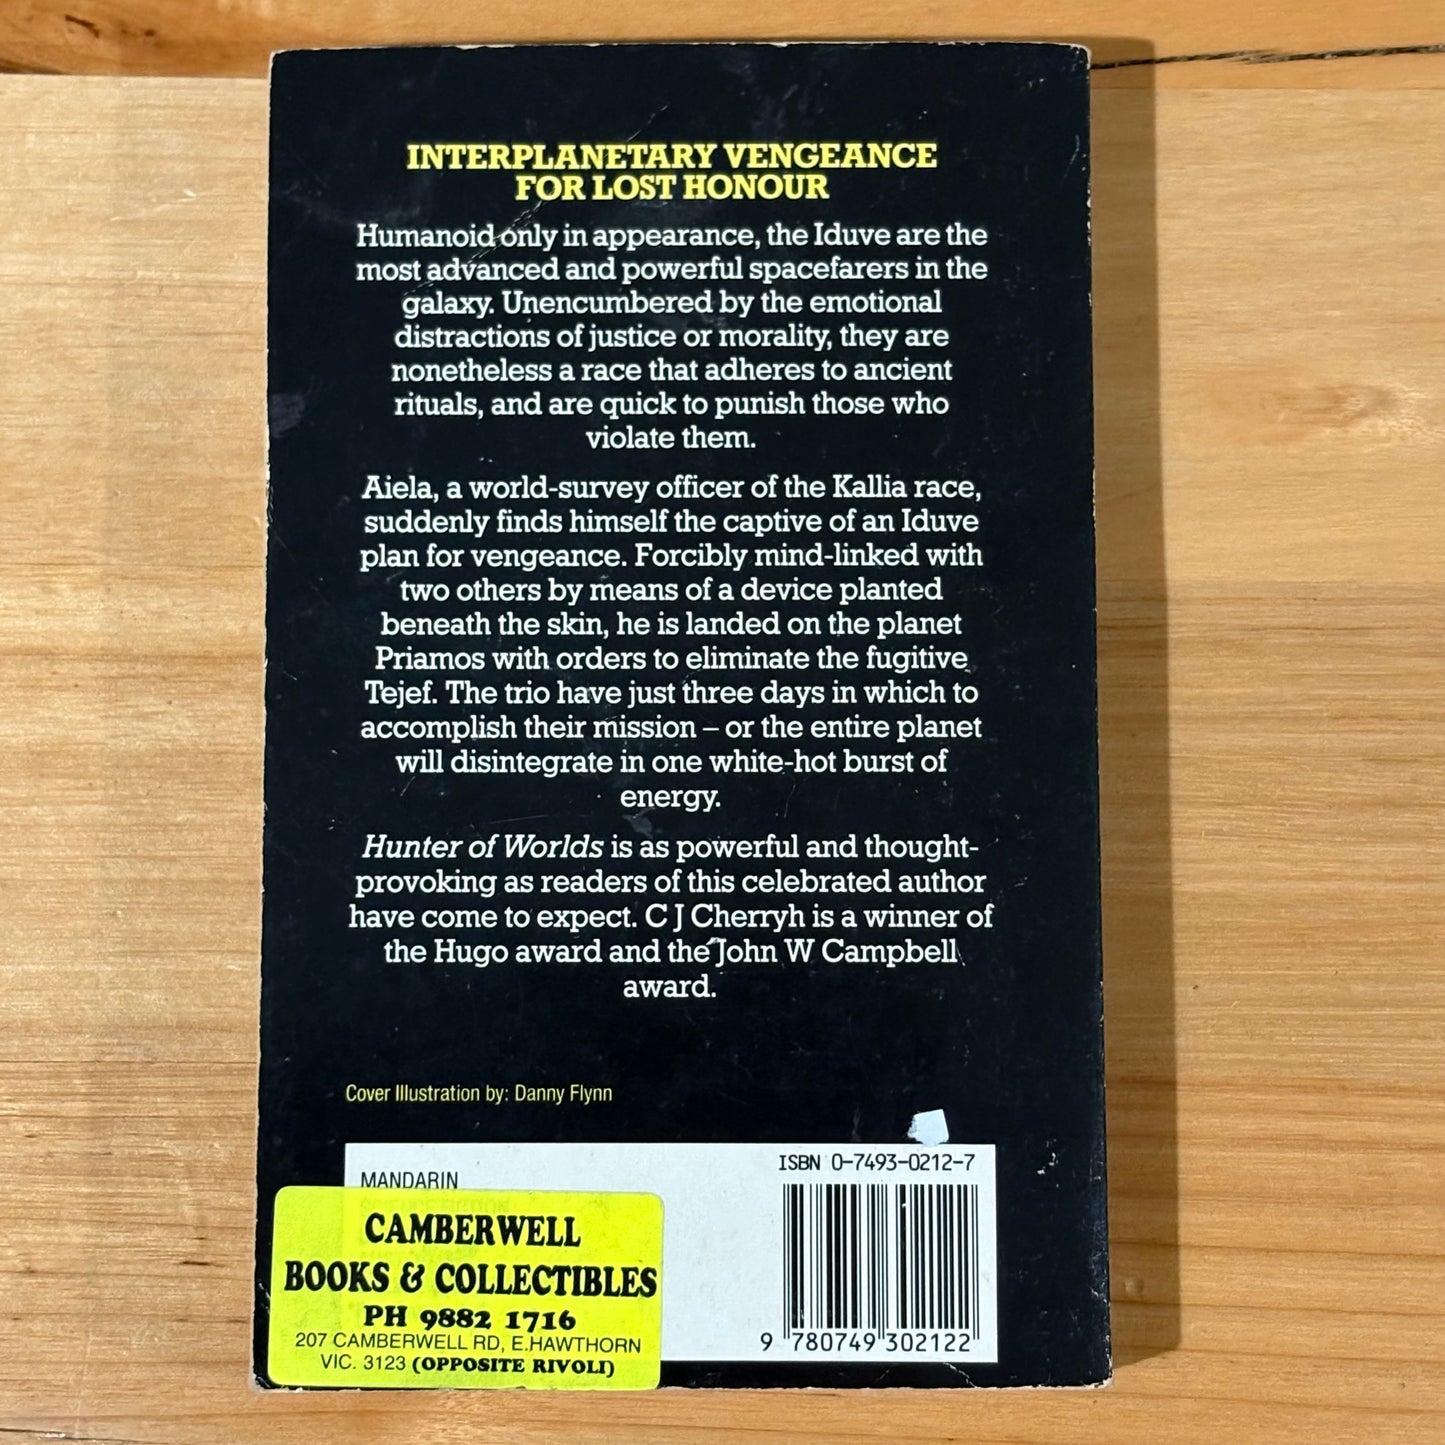 INTERPLANETARY VENGEANCE
FOR LOST HONOUR
Humanoid only in appearance, the Iduve are the
most advanced and powerful spacefarers in the
galaxy. Unencumbered by the emotional
distractions of justice or morality, they are
nonetheless a race that adheres to ancient
rituals, and are quick to punish those who
violate them.
Aiela, a world-survey officer of the Kallia race,
suddenly finds himself the captive of an Iduve
plan for vengeance. Forcibly mind-linked with
two others by means of a device planted
beneath the skin, he is landed on the planet
Priamos with orders to eliminate the fugitive
Tejef. The trio have just three days in which to
accomplish their mission – or the entire planet
will disintegrate in one white-hot burst of
energy.
Hunter of Worlds is as powerful and thought-
provoking as readers of this celebrated author
have come to expect. C J Cherryh is a winner of
the Hugo award and the John W Campbell
award.
Cover Illustration by: Danny Flynn
ISBN 0-7493-0212-7
MANDARIN
9 780749 302122
CAMBERWELL
BOOKS & COLLECTIBLES
PH 9882 1716
207 CAMBERWELL RD, E.HAWTHORN
VIC. 3123 (OPPOSITE RIVOLI)